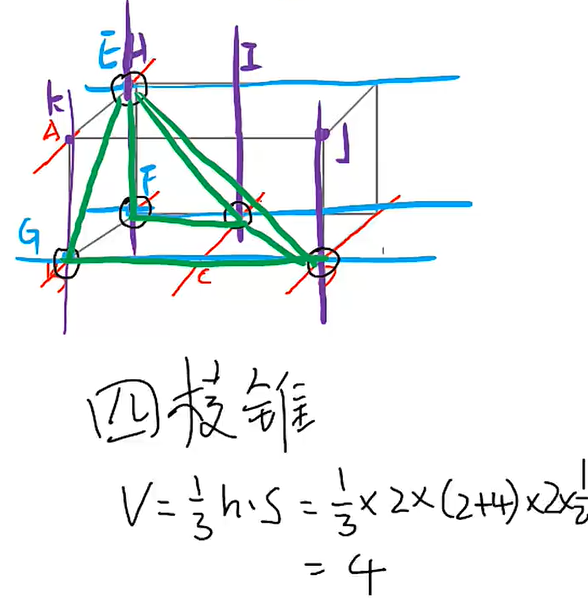 E H I
K
A J
F
G
C
四棱锥
V = 1/3 h·S = 1/3 × 2 × (2+4) × 2 × 1/2
= 4